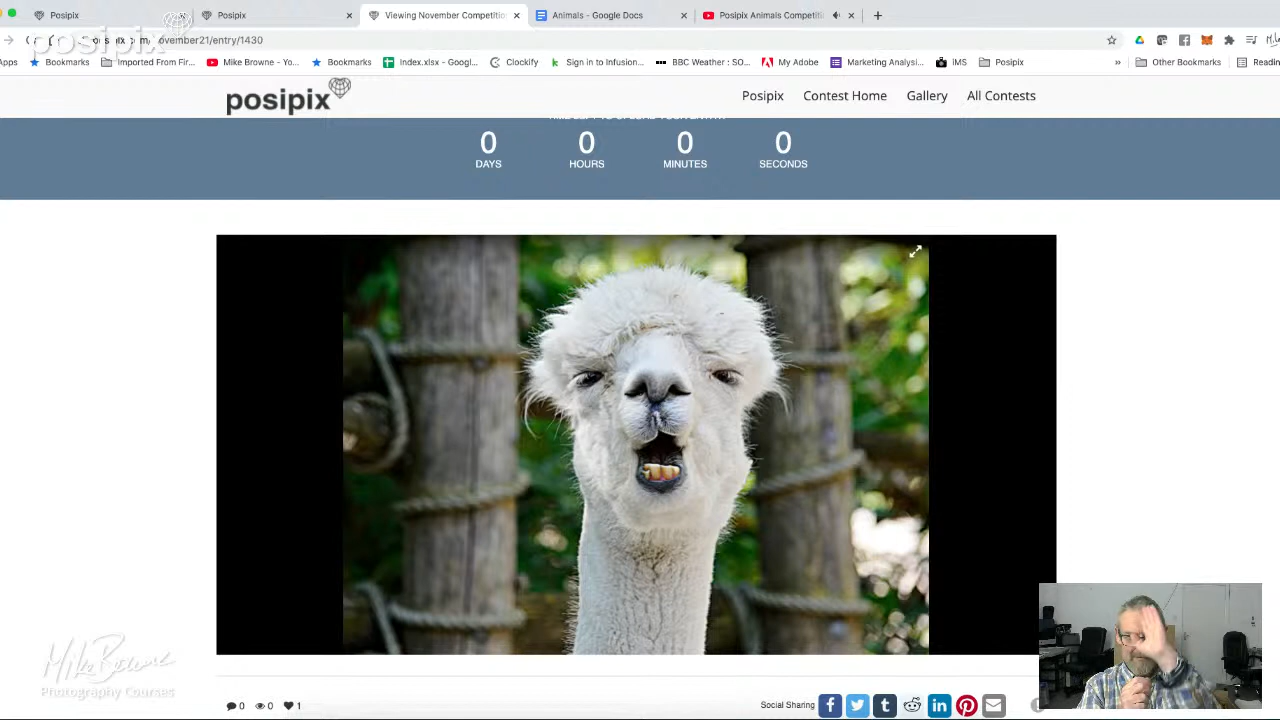 Posipix
Posipix
Viewing November Competitio
Animals - Google Docs
Posipix Animals Competiti
posipix
ovember21/entry/1430
Apps
Bookmarks
Imported From Fir...
Mike Browne - Yo...
Bookmarks
Index.xlsx - Googl...
Clockify
Sign in to Infusion...
BBC Weather : SO...
My Adobe
Marketing Analysi...
IMS
Posipix
»
Other Bookmarks
Readin
posipix
Posipix
Contest Home
Gallery
All Contests
0
0
0
0
DAYS
HOURS
MINUTES
SECONDS
Mike Browne
Photography Courses
0
0
1
Social Sharing